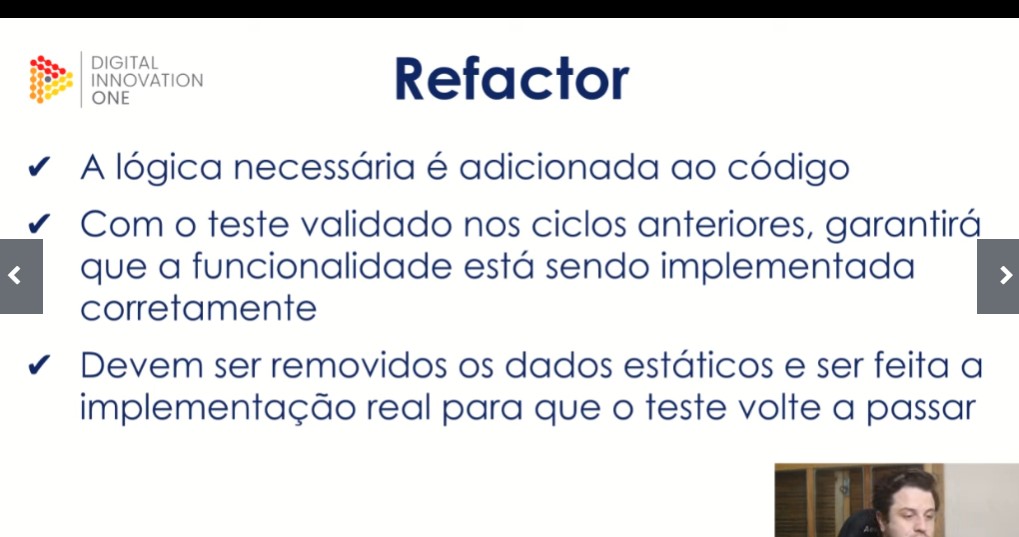 DIGITAL
INNOVATION
ONE
Refactor
✔ A lógica necessária é adicionada ao código
✔ Com o teste validado nos ciclos anteriores, garantirá
que a funcionalidade está sendo implementada
corretamente
✔ Devem ser removidos os dados estáticos e ser feita a
implementação real para que o teste volte a passar